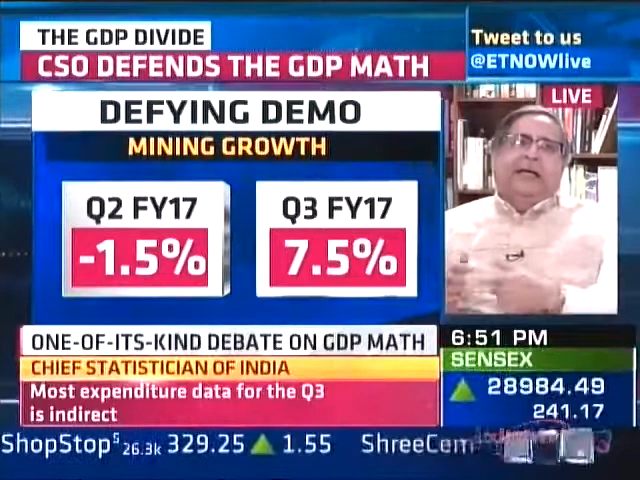 THE GDP DIVIDE
CSO DEFENDS THE GDP MATH
Tweet to us
@ETNOWlive
DEFYING DEMO
MINING GROWTH
LIVE
Q2 FY17
-1.5%
Q3 FY17
7.5%
ONE-OF-ITS-KIND DEBATE ON GDP MATH
CHIEF STATISTICIAN OF INDIA
Most expenditure data for the Q3
is indirect
6:51 PM
SENSEX
28984.49
241.17
ShopStop S 26.3k 329.25 1.55 ShreeCem